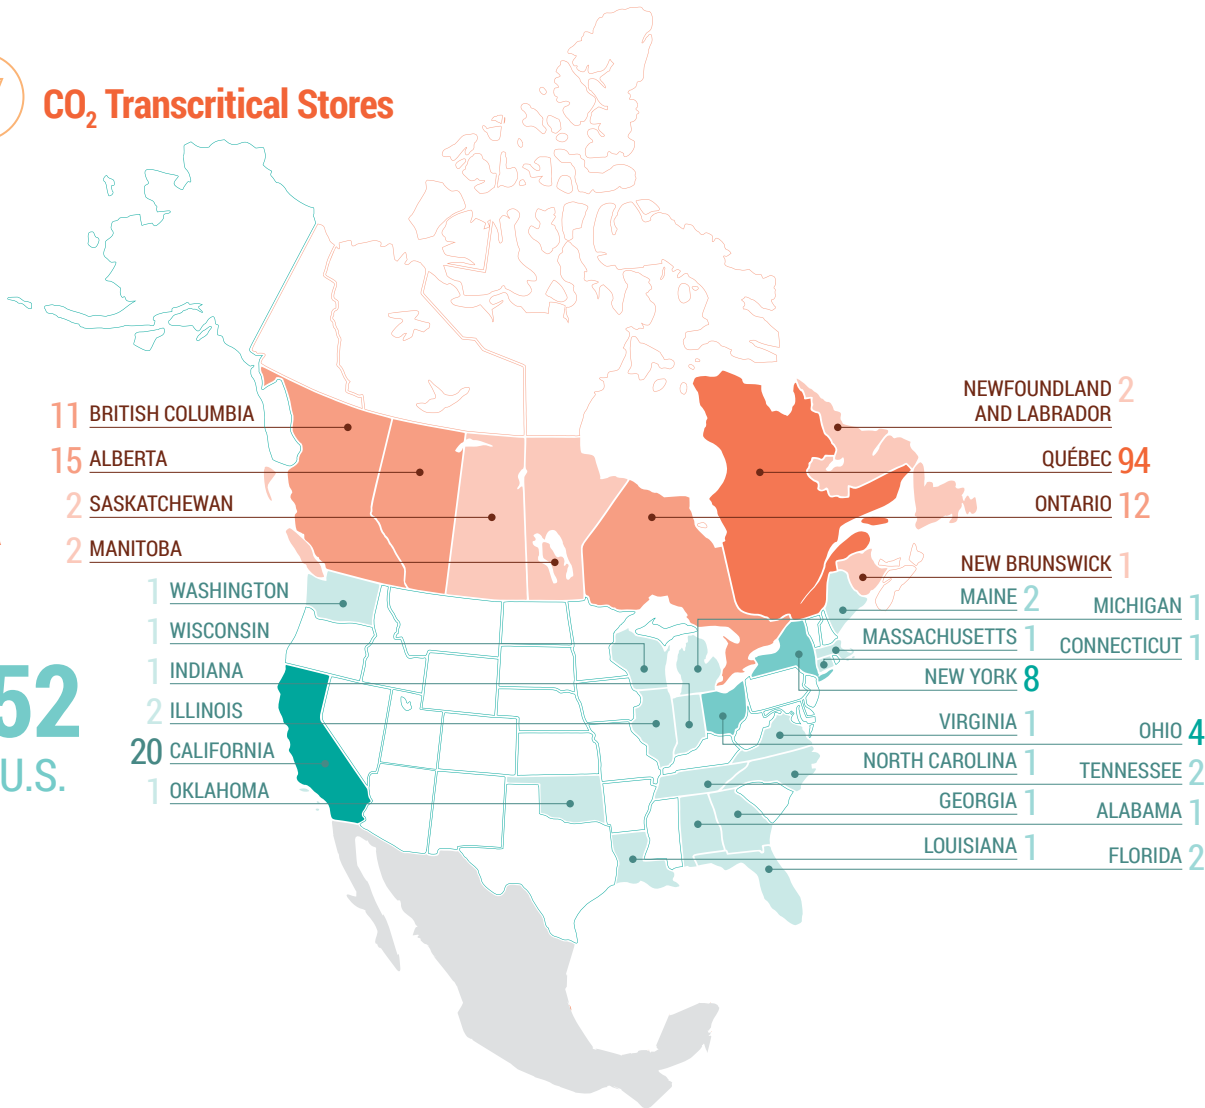 CO₂ Transcritical Stores
11 BRITISH COLUMBIA
15 ALBERTA
2 SASKATCHEWAN
2 MANITOBA
1 WASHINGTON
1 WISCONSIN
1 INDIANA
2 ILLINOIS
20 CALIFORNIA
1 OKLAHOMA
52
U.S.
NEWFOUNDLAND 2
AND LABRADOR
QUÉBEC 94
ONTARIO 12
NEW BRUNSWICK 1
MAINE 2
MICHIGAN 1
MASSACHUSETTS 1
CONNECTICUT 1
NEW YORK 8
VIRGINIA 1
OHIO 4
NORTH CAROLINA 1
TENNESSEE 2
GEORGIA 1
ALABAMA 1
LOUISIANA 1
FLORIDA 2